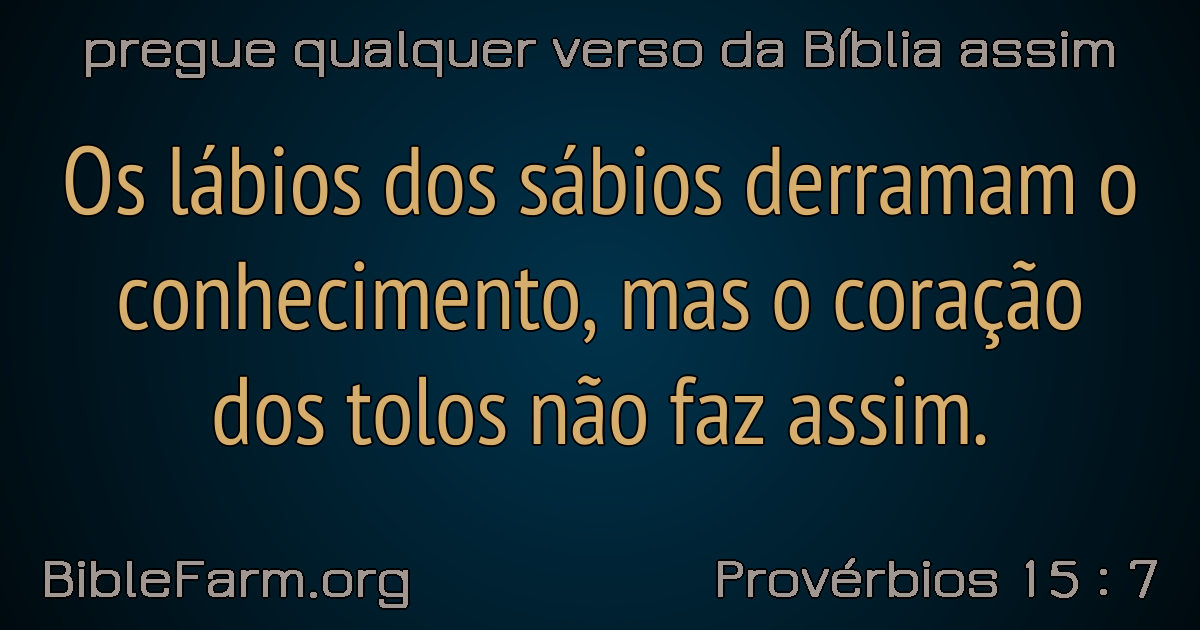 pregue qualquer verso da Bíblia assim
Os lábios dos sábios derramam o
conhecimento, mas o coração
dos tolos não faz assim.
BibleFarm.org
Provérbios 15 : 7